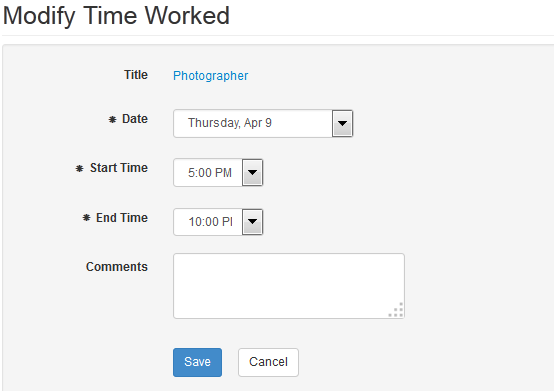 Modify Time Worked
Title Photographer
* Date Thursday, Apr 9
* Start Time 5:00 PM
* End Time 10:00 P
Comments
Save Cancel